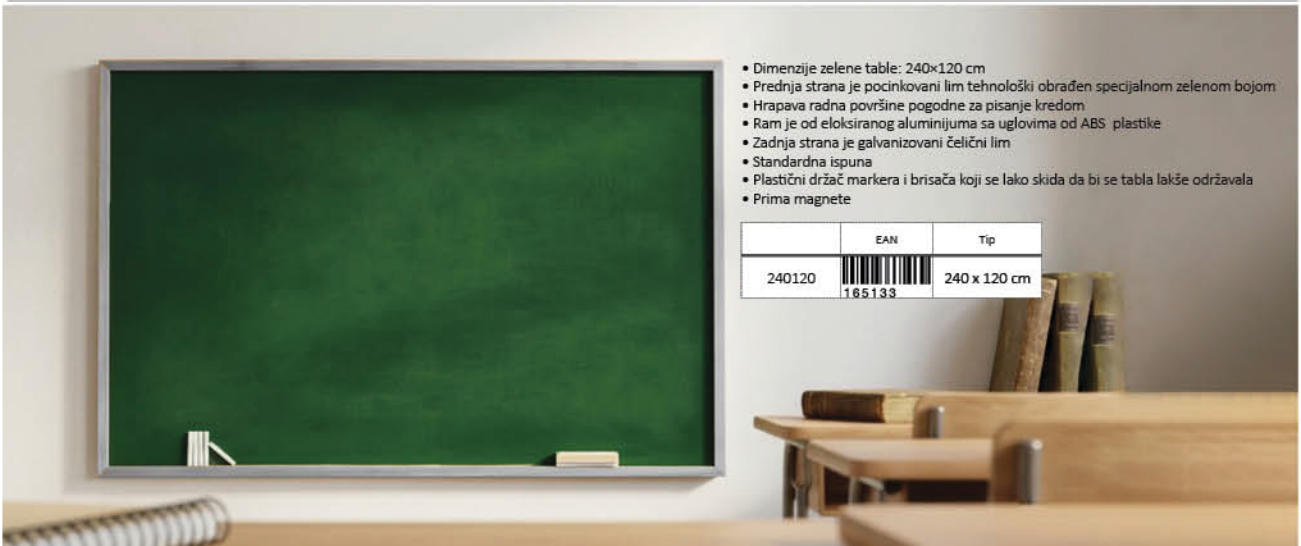 • Dimenzije zelene table: 240×120 cm
• Prednja strana je pocinkovani lim tehnološki obrađen specijalnom zelenom bojom
• Hrapava radna površine pogodne za pisanje kredom
• Ram je od eloksiranog aluminijuma sa uglovima od ABS plastike
• Zadnja strana je galvanizovani čelični lim
• Standardna ispuna
• Plastični držač markera i brisača koji se lako skida da bi se tabla lakše održavala
• Prima magnete
EAN Tip
240120 165133 240 x 120 cm